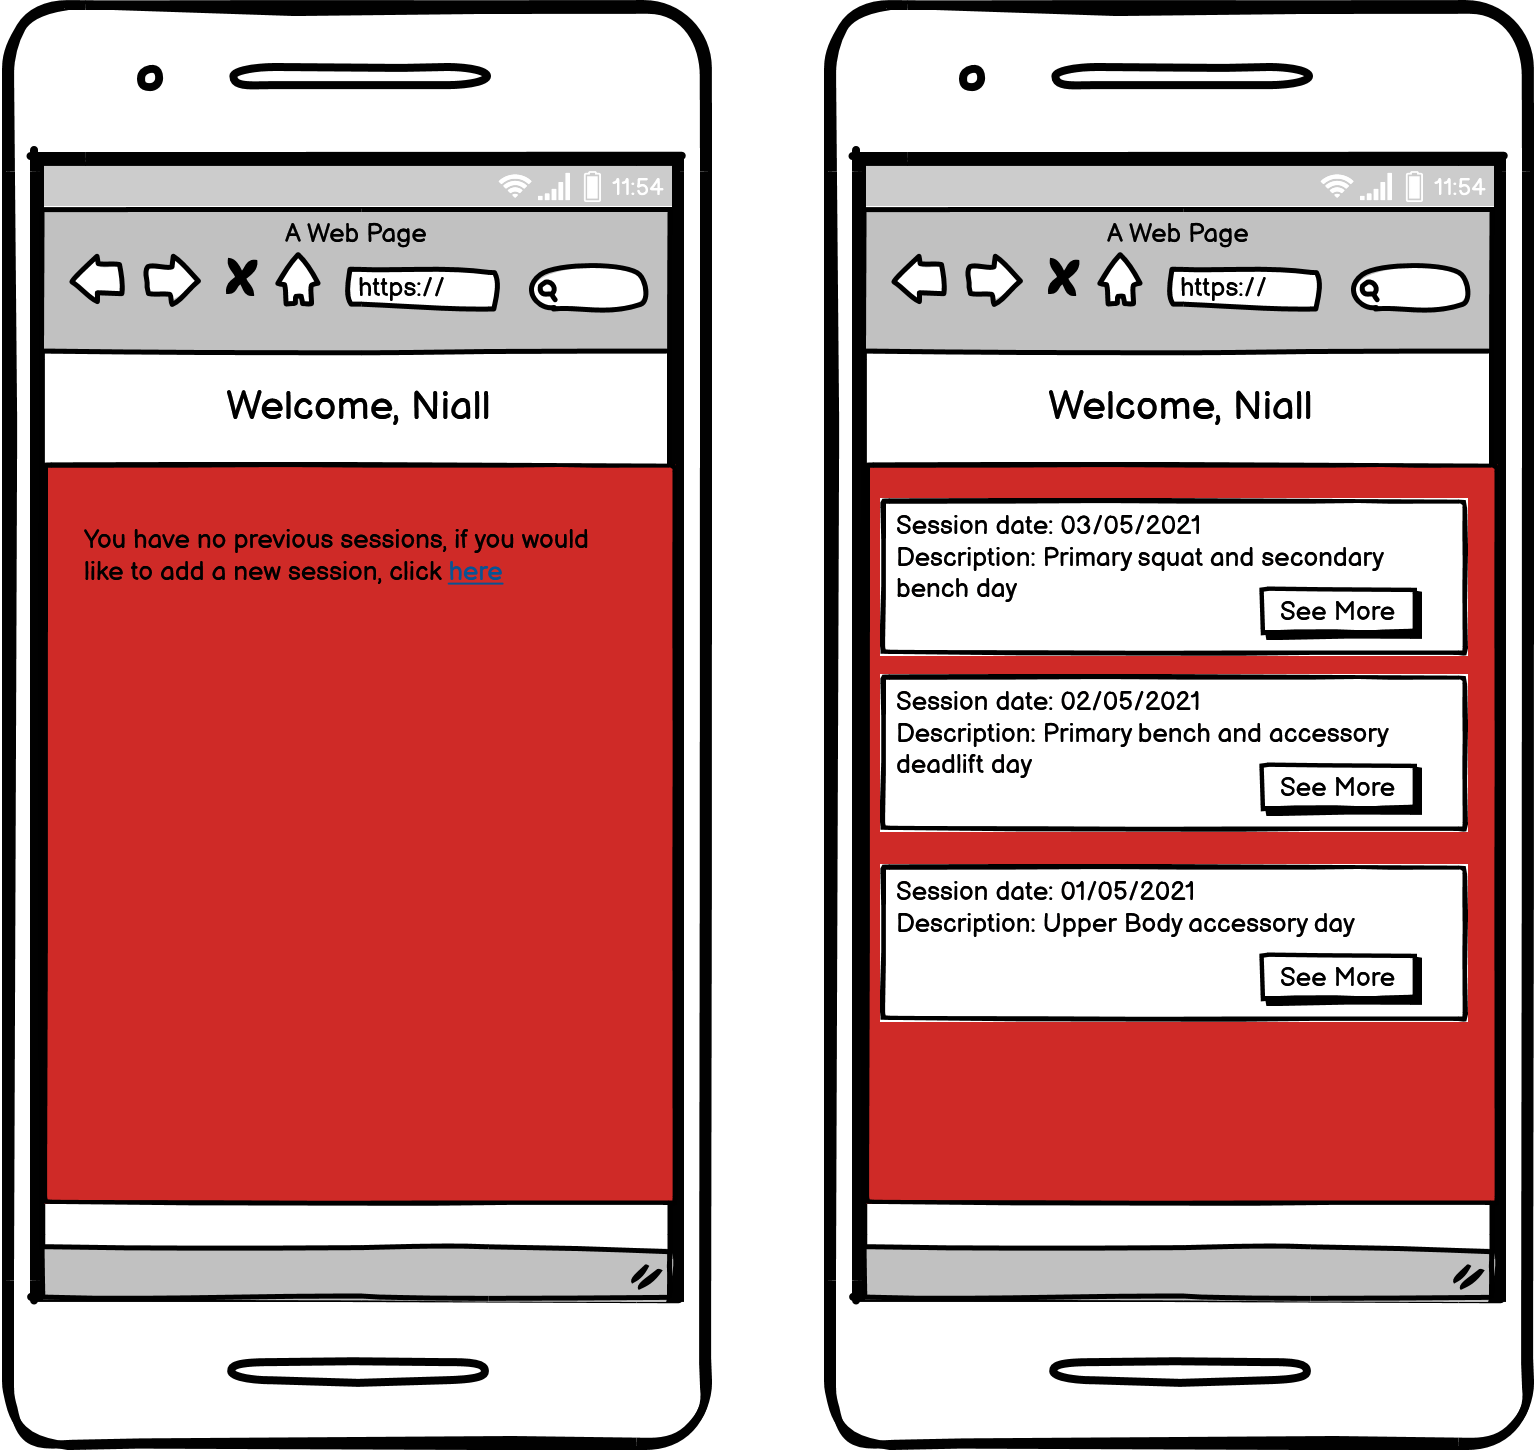 11:54
A Web Page
https://
Welcome, Niall
You have no previous sessions, if you would
like to add a new session, click here
11:54
A Web Page
https://
Welcome, Niall
Session date: 03/05/2021
Description: Primary squat and secondary
bench day
See More
Session date: 02/05/2021
Description: Primary bench and accessory
deadlift day
See More
Session date: 01/05/2021
Description: Upper Body accessory day
See More